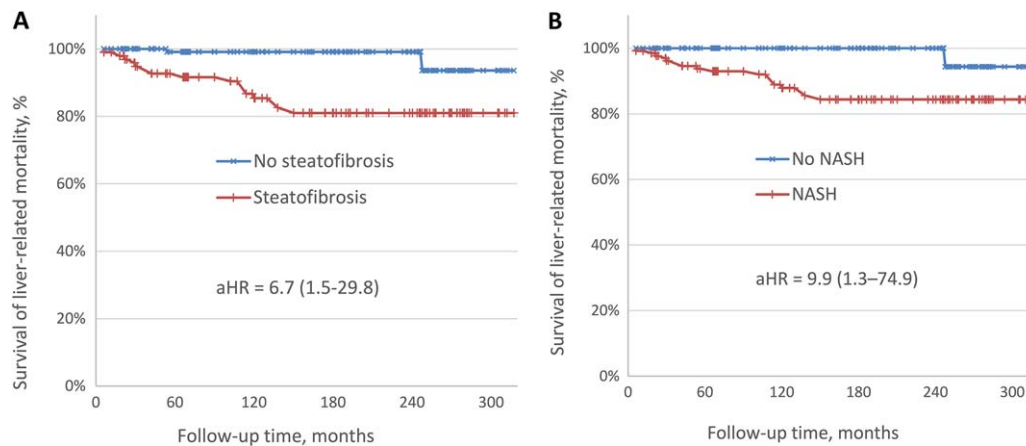 A
Survival of liver-related mortality, %
100%
80%
60%
40%
20%
0%
No steatofibrosis
Steatofibrosis
aHR = 6.7 (1.5-29.8)
0 60 120 180 240 300
Follow-up time, months
B
Survival of liver-related mortality, %
100%
80%
60%
40%
20%
0%
No NASH
NASH
aHR = 9.9 (1.3–74.9)
0 60 120 180 240 300
Follow-up time, months